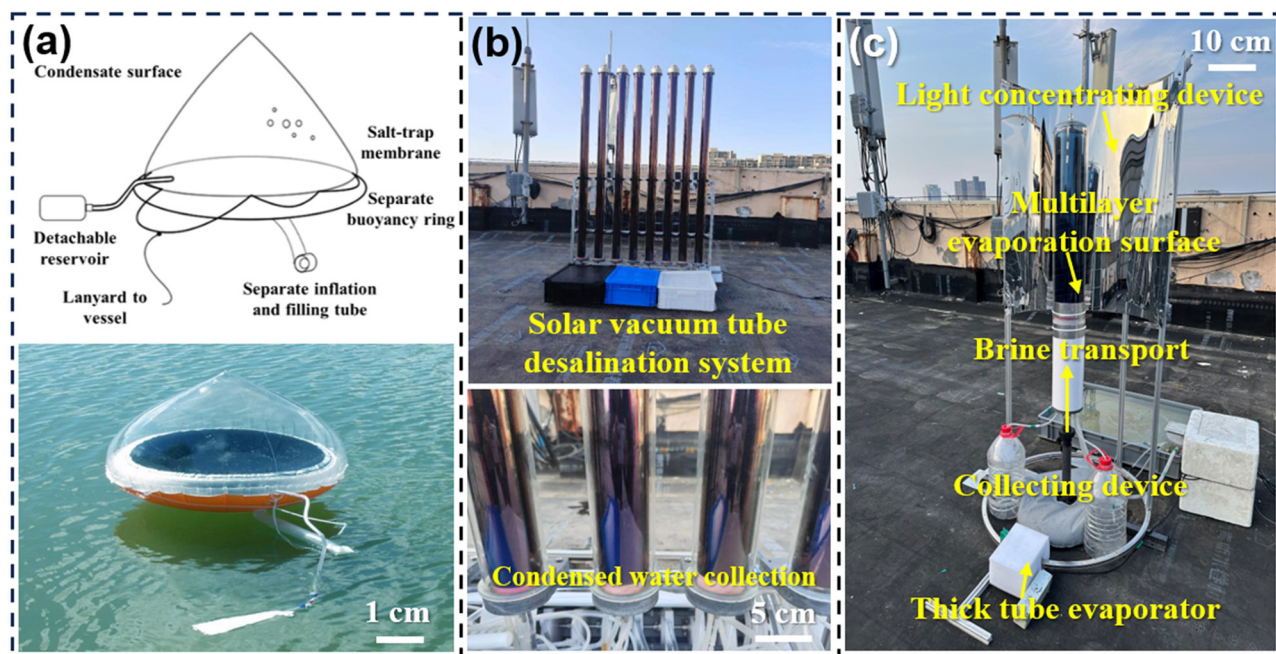 (a)
Condensate surface
Salt-trap
membrane
Separate
buoyancy ring
Detachable
reservoir
Lanyard to
vessel
Separate inflation
and filling tube
1 cm
(b)
Solar vacuum tube
desalination system
Condensed water collection
5 cm
(c)
10 cm
Light concentrating device
Multilayer
evaporation surface
Brine transport
Collecting device
Thick tube evaporator